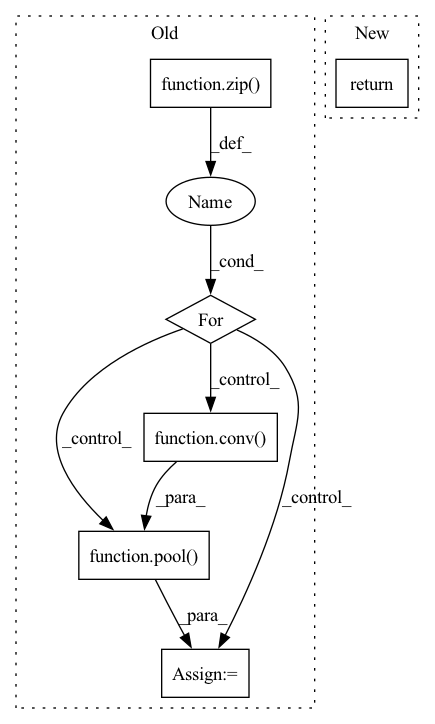 Old
New
function.zip()
return
_def_
Name
_cond_
For
_control_
function.conv()
_control_
_para_
_control_
function.pool()
_para_
Assign:=